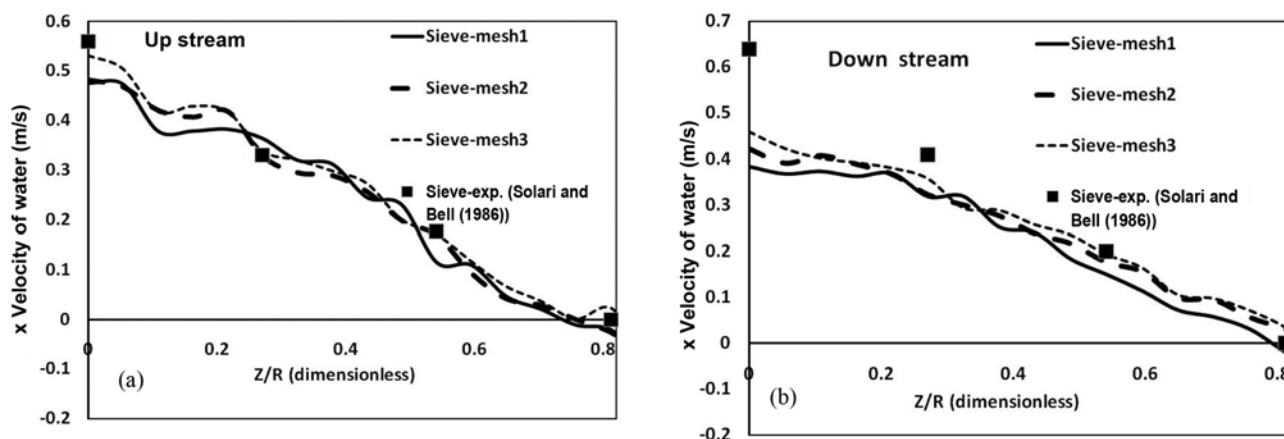 (a)
Up stream
x Velocity of water (m/s)
0.6
0.5
0.4
0.3
0.2
0.1
0
-0.1
-0.2
0
0.2
0.4
0.6
0.8
Z/R (dimensionless)
Sieve-mesh1
Sieve-mesh2
Sieve-mesh3
Sieve-exp. (Solari and
Bell (1986))
(b)
Down stream
x Velocity of water (m/s)
0.7
0.6
0.5
0.4
0.3
0.2
0.1
0
-0.1
-0.2
0
0.2
0.4
0.6
0.8
Z/R (dimensionless)
Sieve-mesh1
Sieve-mesh2
Sieve-mesh3
Sieve-exp. (Solari and
Bell (1986))